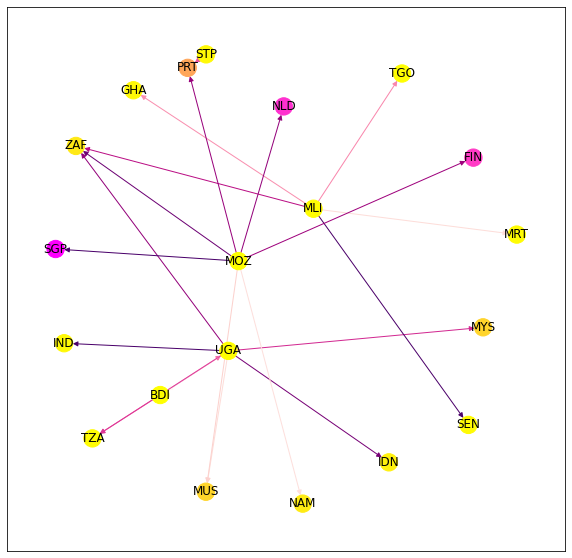 STP
PRT
TGO
GHA
NLD
ZAF
FIN
MLI
MRT
SGP
MOZ
MYS
IND
UGA
BDI
SEN
TZA
IDN
MUS
NAM